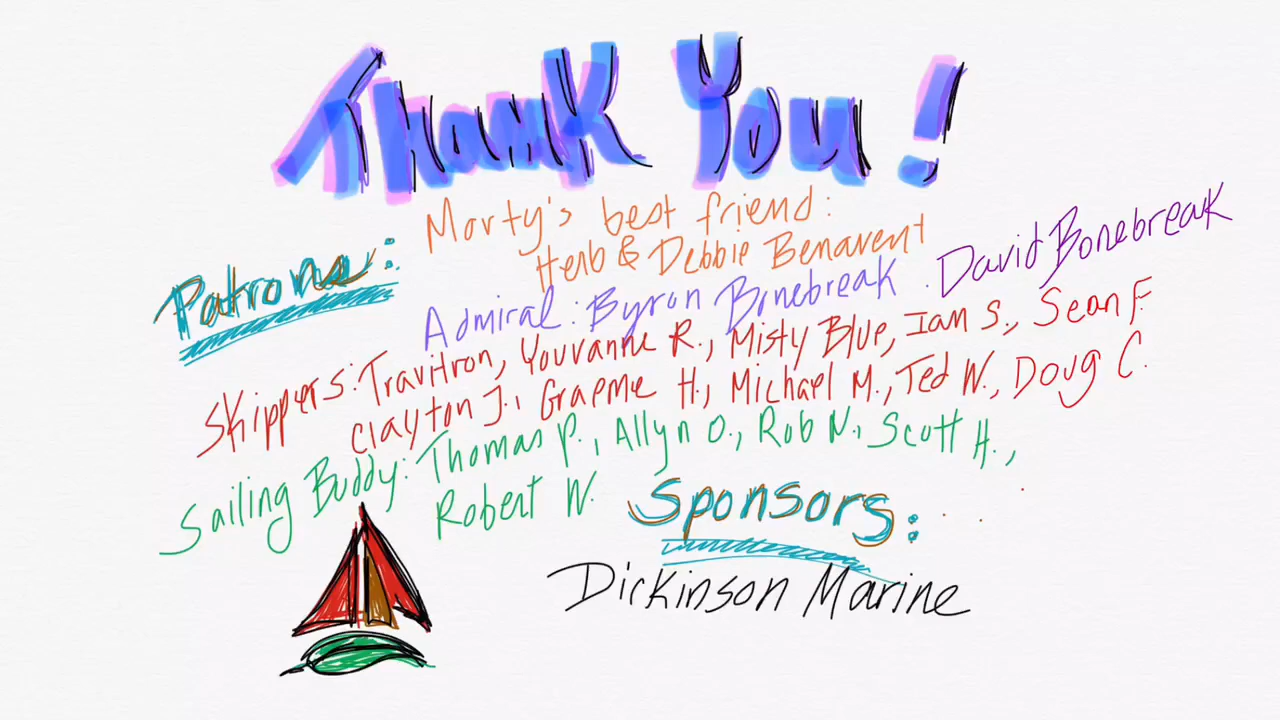 Thank You!
Patrons:
Morty's best friend:
Herb & Debbie Benavent
Admiral: Byron Bonebreak. David Bonebreak
Skippers: Travitron, Youvanne R., Misty Blue, Ian S., Sean F.
Clayton J., Graeme H., Michael M., Ted W., Doug C.
Sailing Buddy: Thomas P., Allyn O., Rob N., Scott H.,
Robert W.
Sponsors:
Dickinson Marine